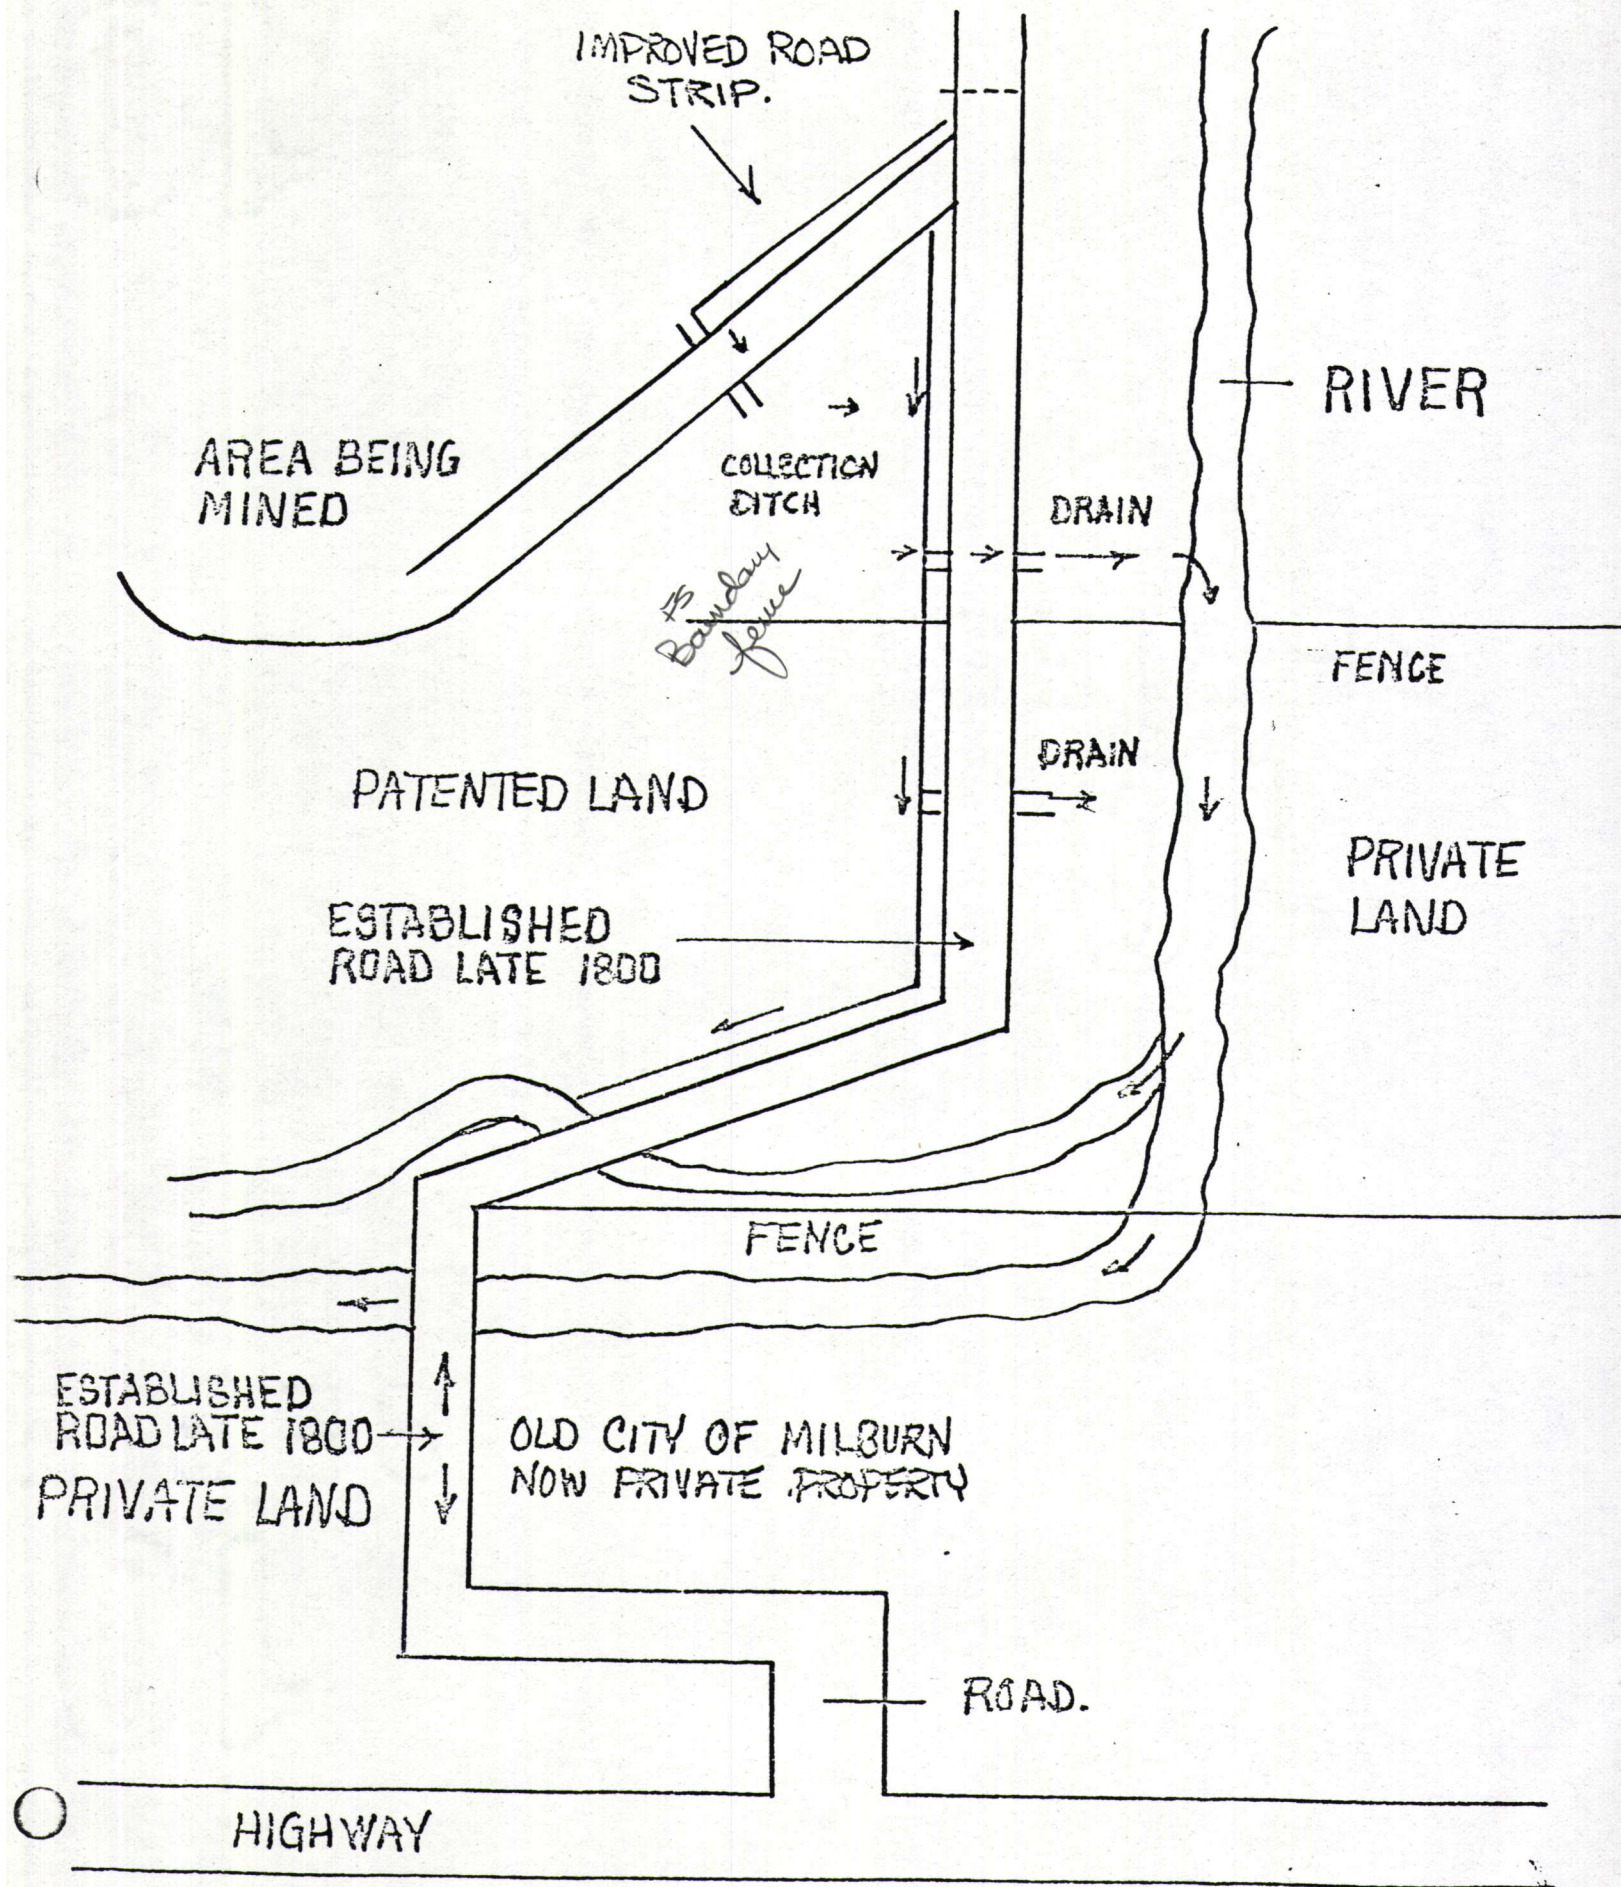 IMPROVED ROAD
STRIP.
RIVER
AREA BEING
MINED
COLLECTION
DITCH
DRAIN
FS
Boundary
fence
FENCE
DRAIN
PATENTED LAND
PRIVATE
LAND
ESTABLISHED
ROAD LATE 1800
FENCE
ESTABLISHED
ROAD LATE 1800
PRIVATE LAND
OLD CITY OF MILBURN
NOW PRIVATE PROPERTY
ROAD.
HIGHWAY